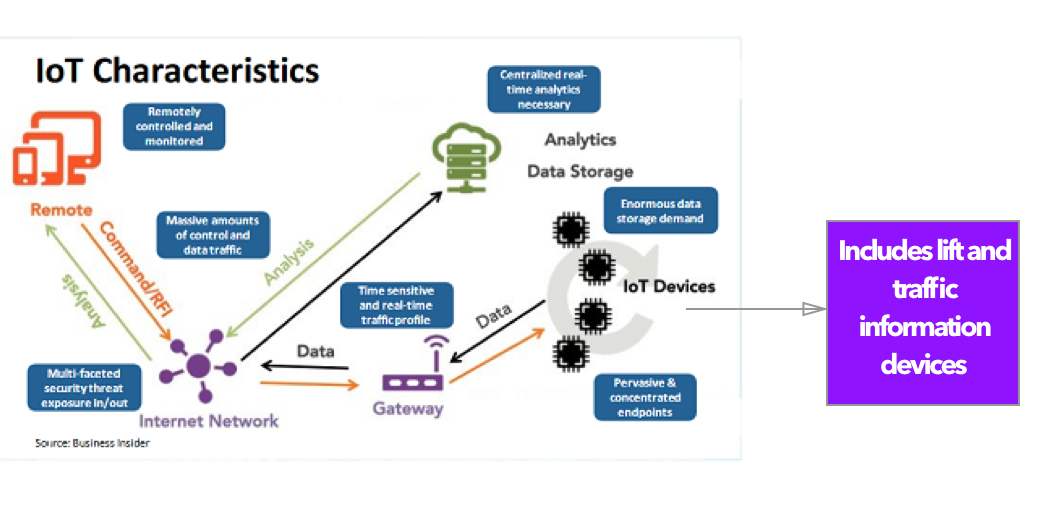 IoT Characteristics
Centralized real-
time analytics
necessary
Remotely
controlled and
monitored
Analytics
Data Storage
Remote
Enormous data
storage demand
Massive amounts
of control and
data traffic
Command/RFI
Analysis
Analysis
Includes lift and
traffic
information
devices
IoT Devices
Time sensitive
and real-time
traffic profile
Data
Data
Multi-faceted
security threat
exposure in/out
Pervasive &
concentrated
endpoints
Gateway
Internet Network
Source: Business Insider